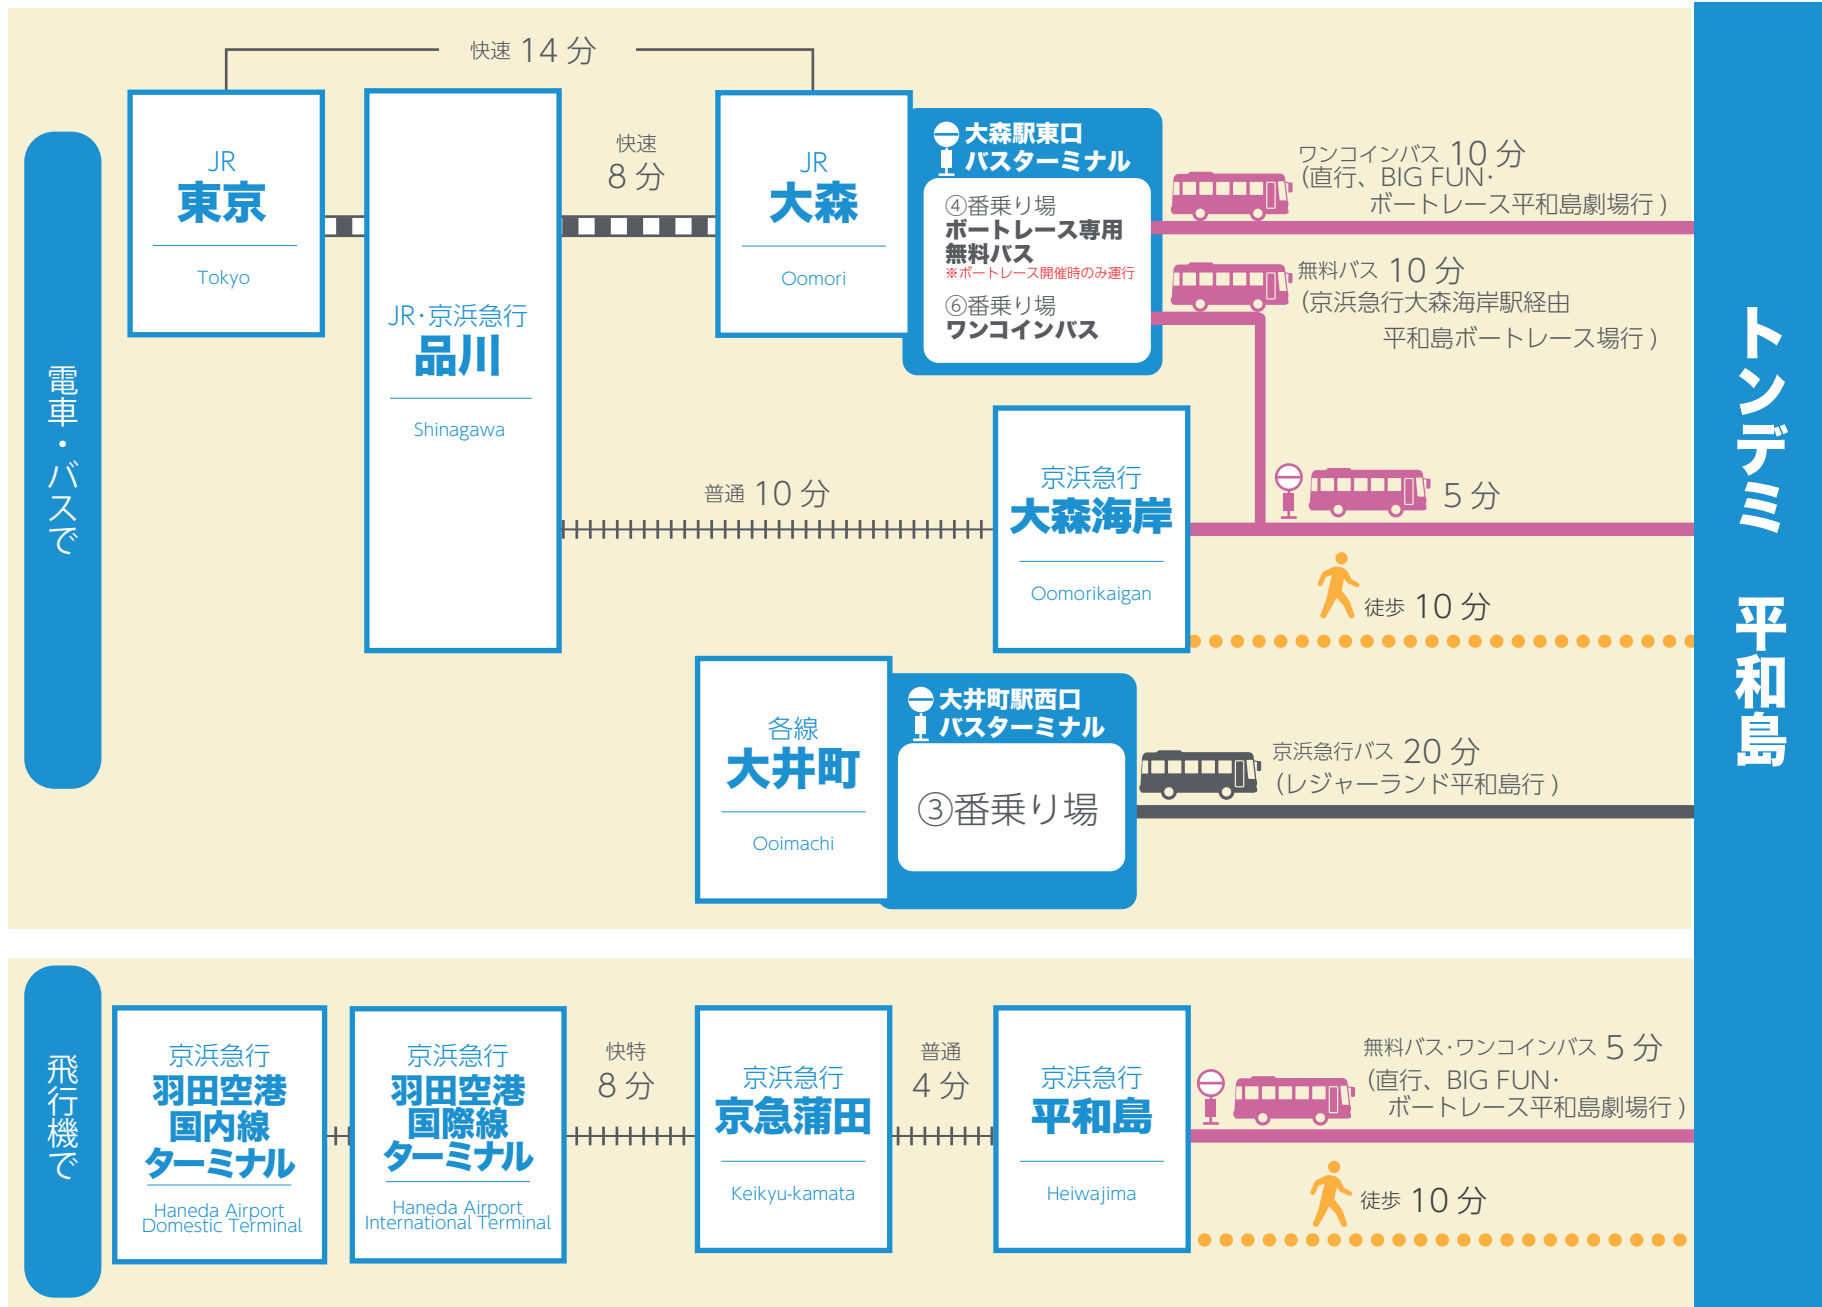 電車・バスで
快速 14 分
JR
東京
Tokyo
JR・京浜急行
品川
Shinagawa
快速
8 分
JR
大森
Oomori
大森駅東口
バスターミナル
④番乗り場
ボートレース専用
無料バス
※ボートレース開催時のみ運行
⑥番乗り場
ワンコインバス
ワンコインバス 10 分
(直行、BIG FUN・
ボートレース平和島劇場行 )
無料バス 10 分
(京浜急行大森海岸駅経由
平和島ボートレース場行 )
普通 10 分
京浜急行
大森海岸
Oomorikaigan
5 分
徒歩 10 分
各線
大井町
Ooimachi
大井町駅西口
バスターミナル
③番乗り場
京浜急行バス 20 分
(レジャーランド平和島行 )
トンデミ 平和島
飛行機で
京浜急行
羽田空港
国内線
ターミナル
Haneda Airport
Domestic Terminal
京浜急行
羽田空港
国際線
ターミナル
Haneda Airport
International Terminal
快特
8 分
京浜急行
京急蒲田
Keikyu-kamata
普通
4 分
京浜急行
平和島
Heiwajima
無料バス・ワンコインバス 5 分
(直行、BIG FUN・
ボートレース平和島劇場行 )
徒歩 10 分